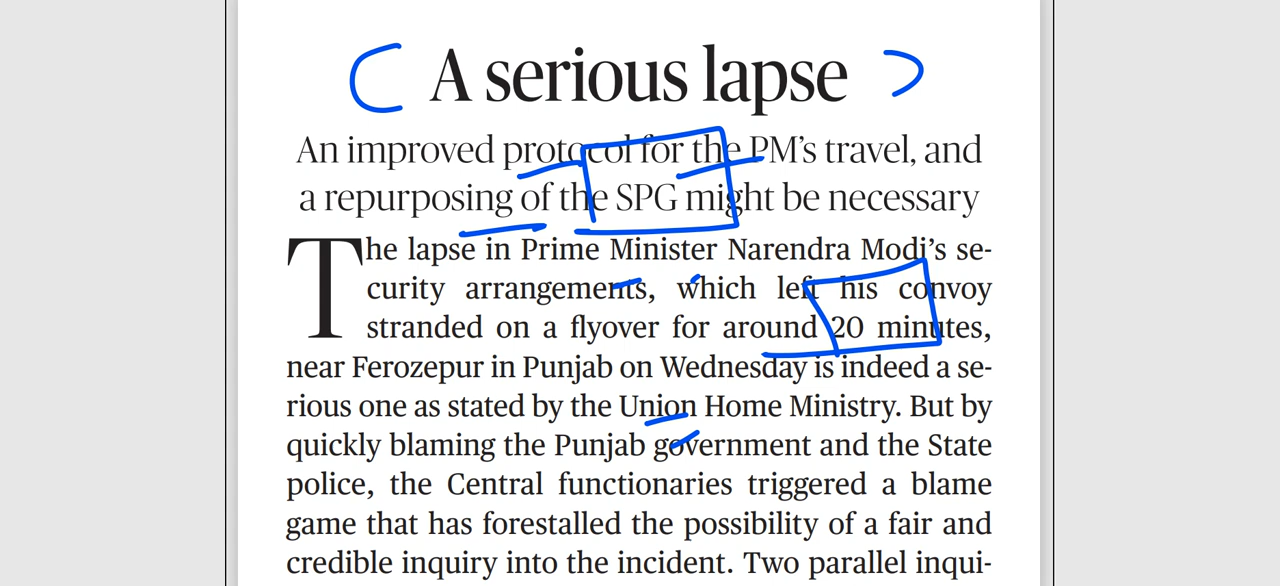 A serious lapse
An improved protocol for the PM's travel, and
a repurposing of the SPG might be necessary
The lapse in Prime Minister Narendra Modi's se-
curity arrangements, which left his convoy
stranded on a flyover for around 20 minutes,
near Ferozepur in Punjab on Wednesday is indeed a se-
rious one as stated by the Union Home Ministry. But by
quickly blaming the Punjab government and the State
police, the Central functionaries triggered a blame
game that has forestalled the possibility of a fair and
credible inquiry into the incident. Two parallel inqui-